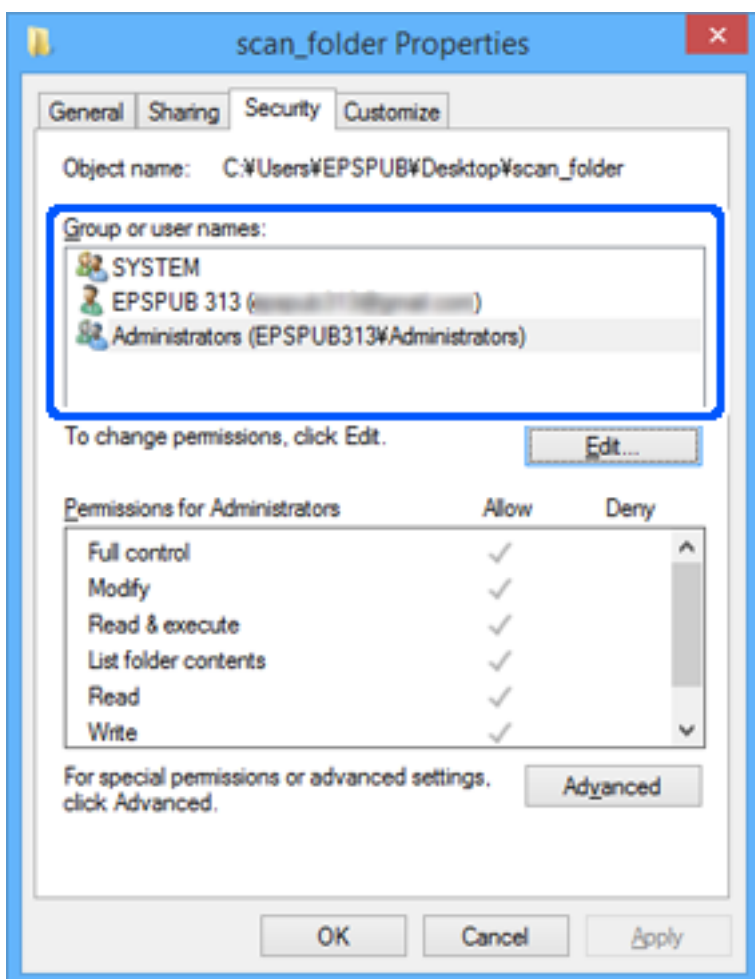 scan_folder Properties
General Sharing Security Customize
Object name: C:¥Users¥EPSPUB¥Desktop¥scan_folder
Group or user names:
SYSTEM
EPSPUB 313 ( )
Administrators (EPSPUB313¥Administrators)
To change permissions, click Edit.
Edit...
Permissions for Administrators Allow Deny
Full control
Modify
Read & execute
List folder contents
Read
Write
For special permissions or advanced settings,
click Advanced.
Advanced
OK Cancel Apply